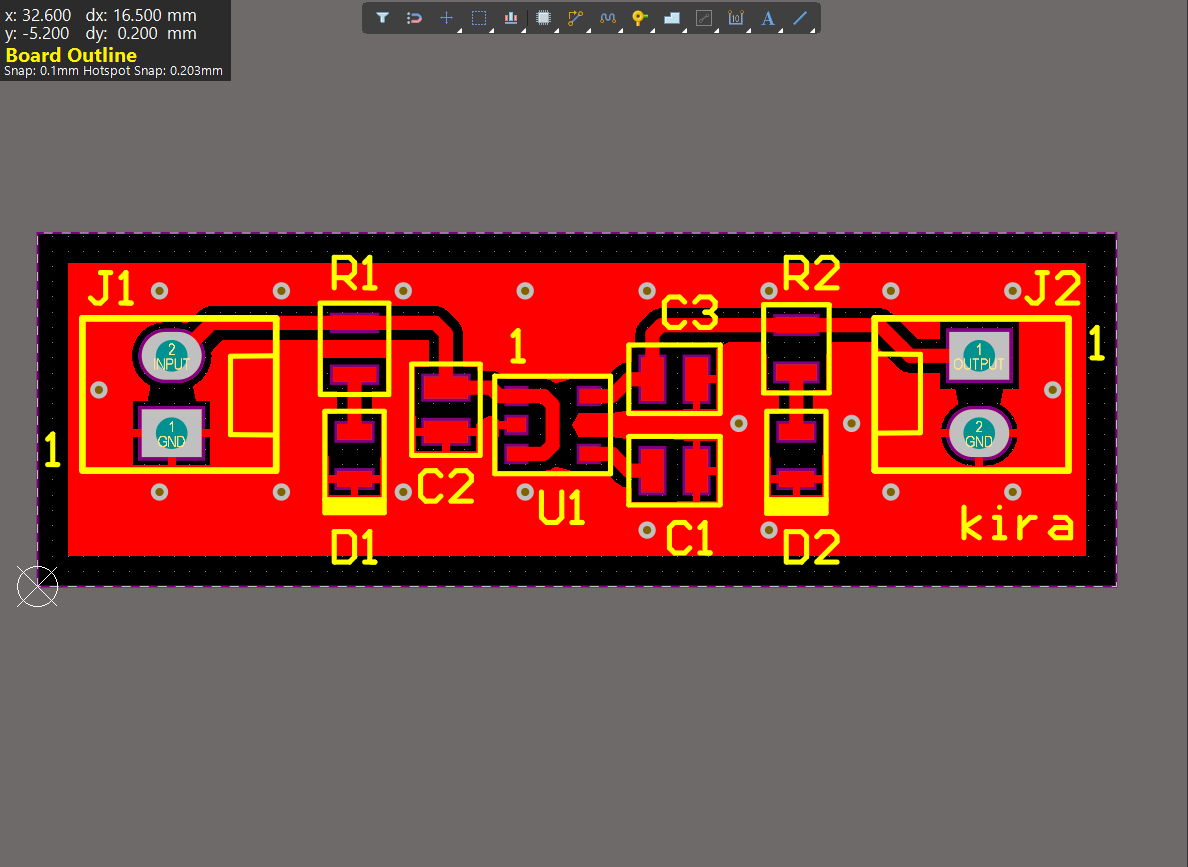 x: 32.600 dx: 16.500 mm
y: -5.200 dy: 0.200 mm
Board Outline
Snap: 0.1mm Hotspot Snap: 0.203mm
J1
R1
R2
J2
C3
1
1
2
INPUT
1
OUTPUT
1
GND
2
GND
1
C2
U1
C1
kira
D1
D2